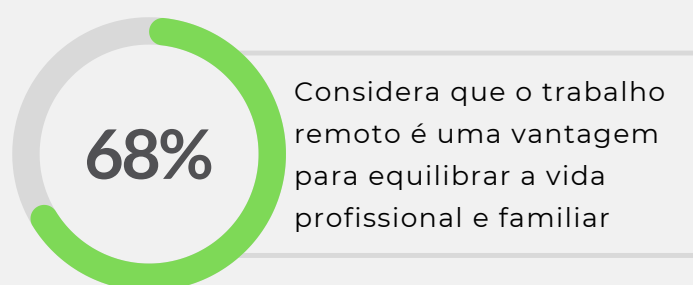 68%
Considera que o trabalho
remoto é uma vantagem
para equilibrar a vida
profissional e familiar